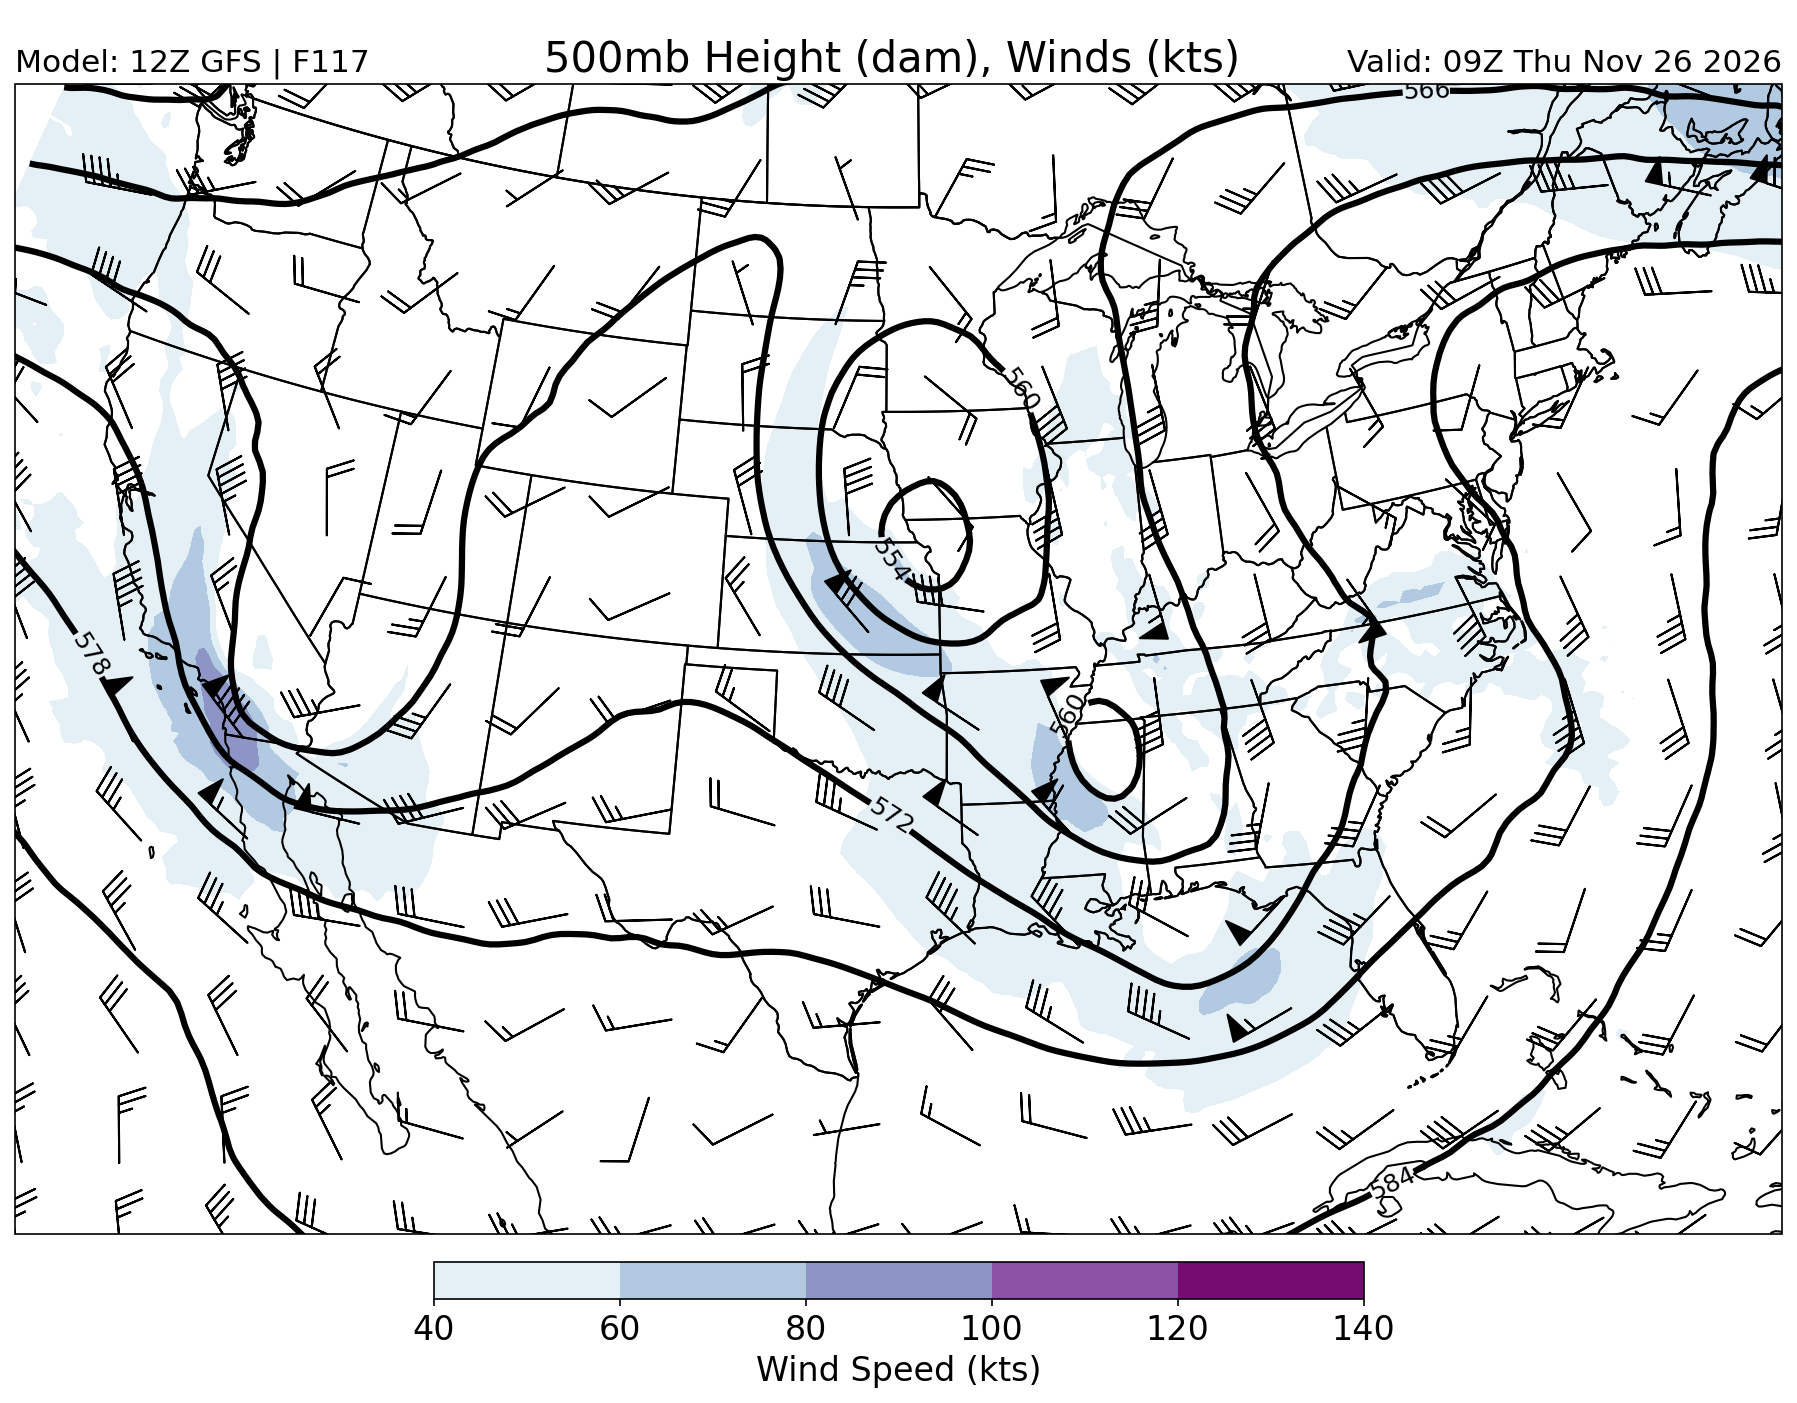 Model: 12Z GFS | F117
500mb Height (dam), Winds (kts)
Valid: 09Z Thu Nov 26 2026
566
560
554
578
560
572
584
40 60 80 100 120 140
Wind Speed (kts)